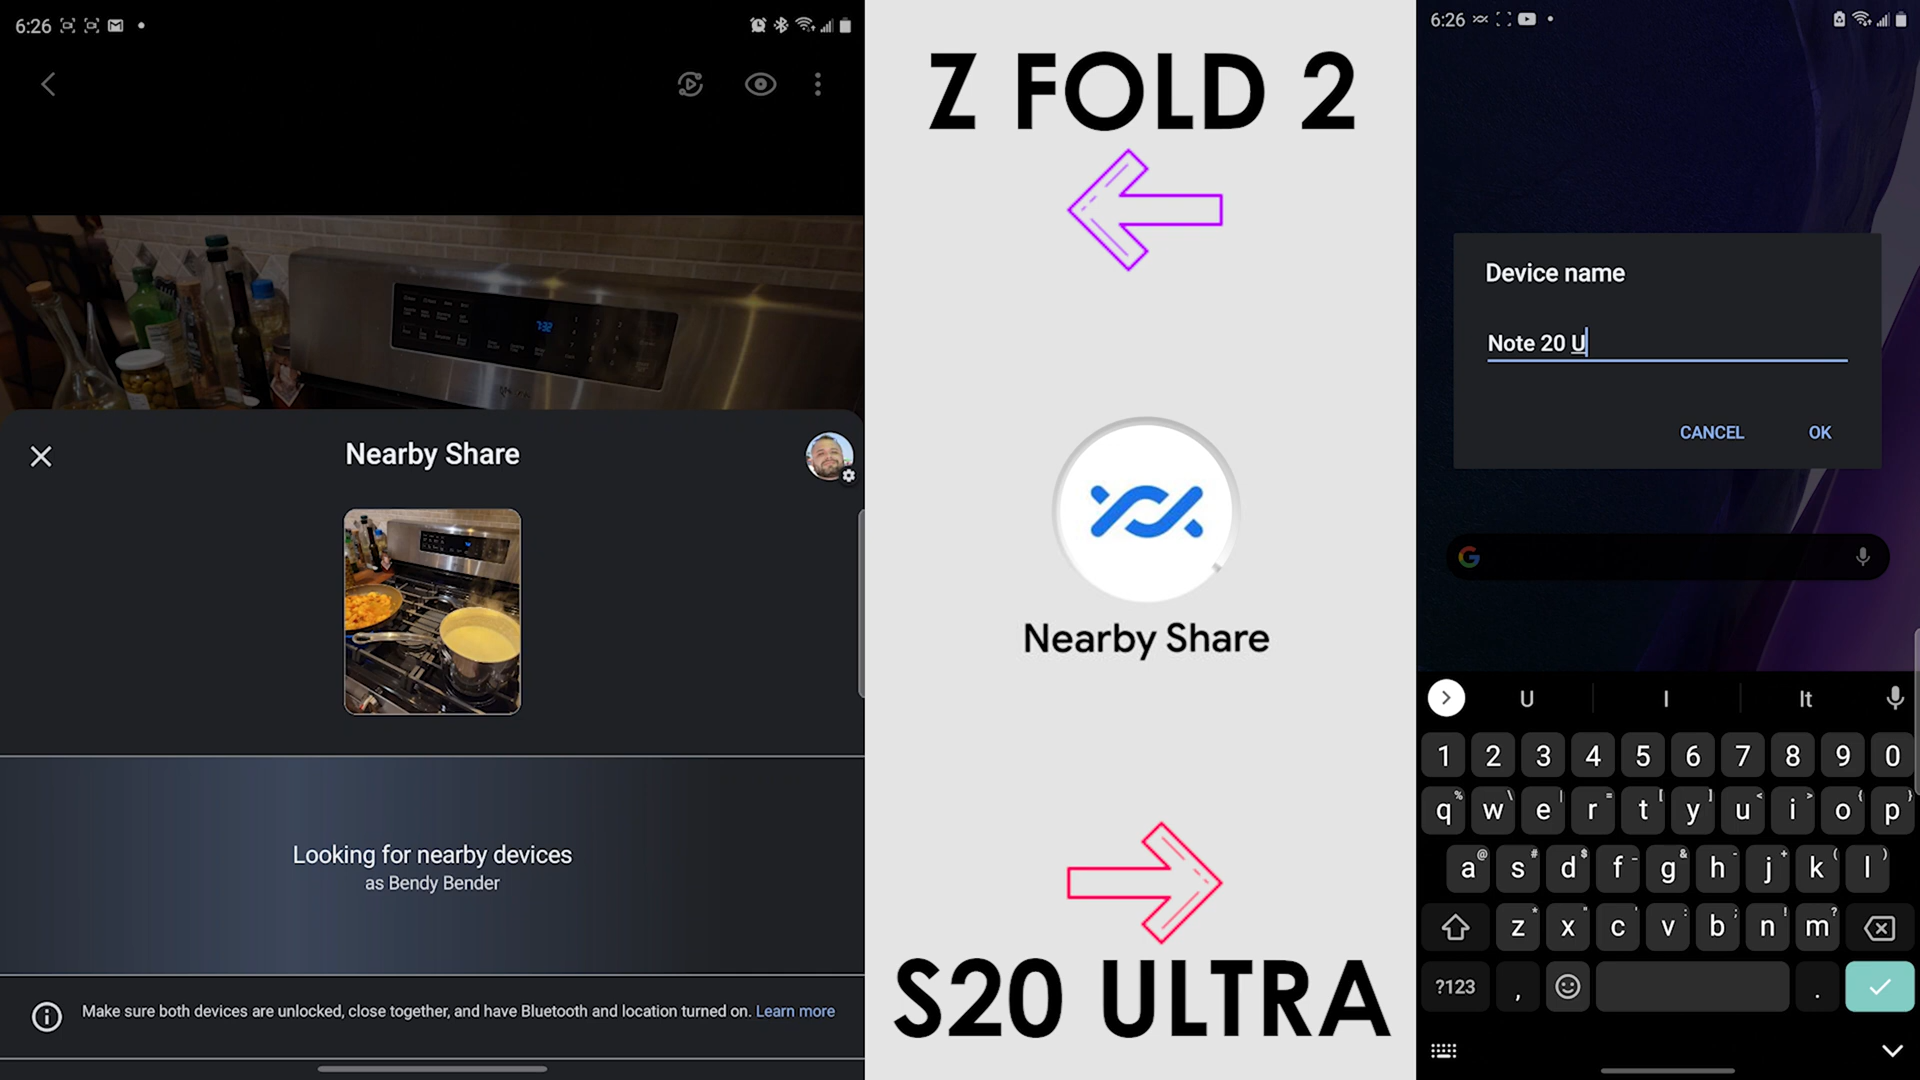 6:26
Nearby Share
Looking for nearby devices
as Bendy Bender
Make sure both devices are unlocked, close together, and have Bluetooth and location turned on. Learn more
Z FOLD 2
Nearby Share
S20 ULTRA
6:26
Device name
Note 20 U
CANCEL OK
G
U I It
1 2 3 4 5 6 7 8 9 0
q % w \ e | r = t [ y ] u < i > o { p }
a @ s # d $ f - g & h - j + k ( l )
z * x " c ' v : b ; n ! m ?
?123 , .
7:32